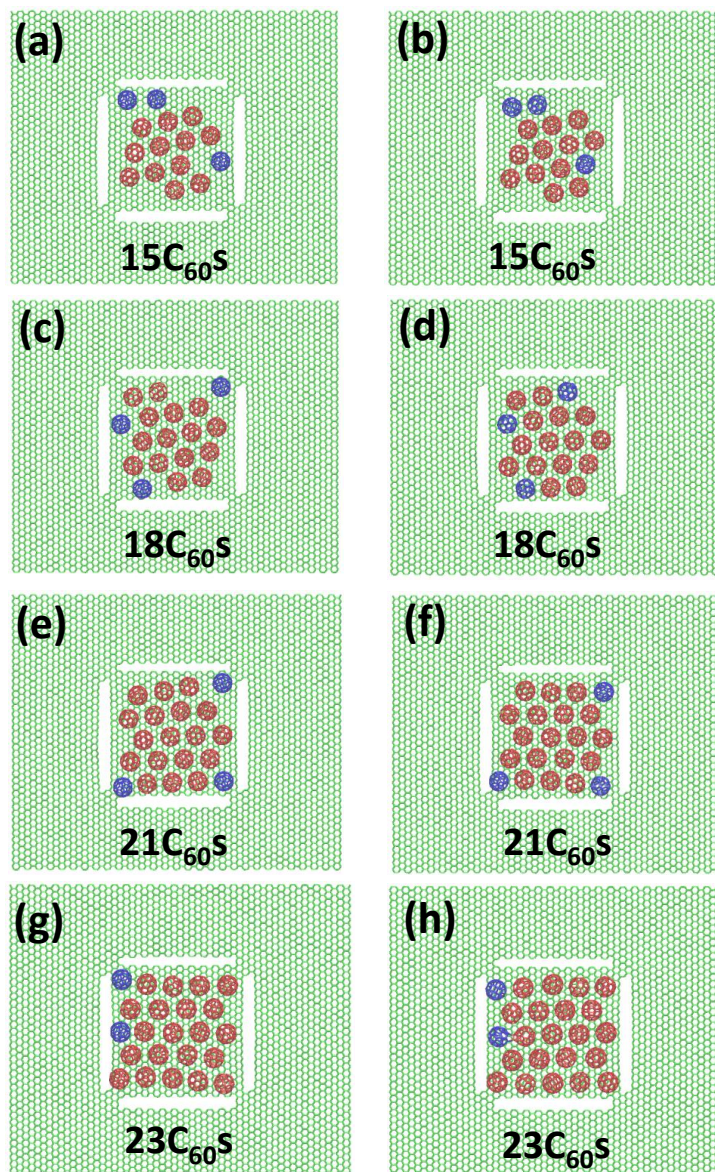 (a)
(b)
15C₆₀s
15C₆₀s
(c)
(d)
18C₆₀s
18C₆₀s
(e)
(f)
21C₆₀s
21C₆₀s
(g)
(h)
23C₆₀s
23C₆₀s